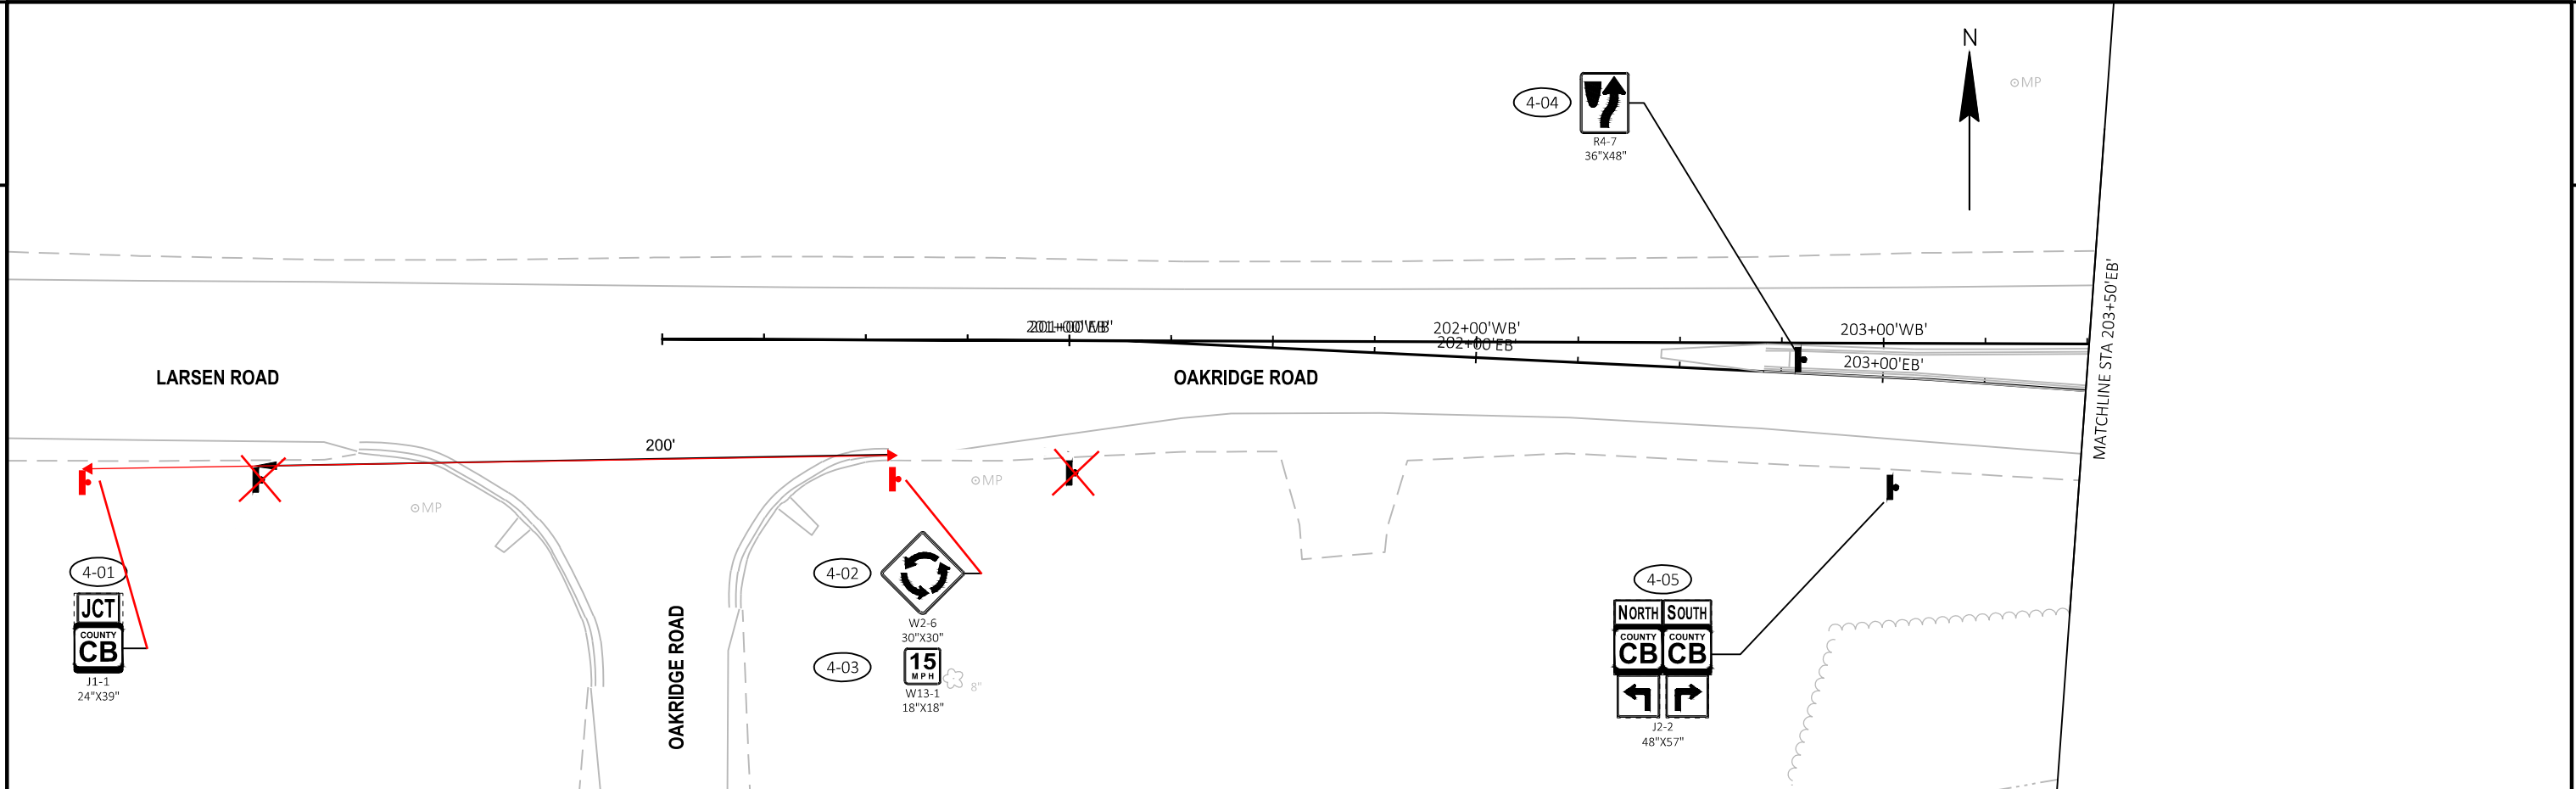 N
MP
4-04
R4-7
36"X48"
201+00'WB'
202+00'WB'
202+00'EB'
203+00'WB'
203+00'EB'
MATCHLINE STA 203+50'EB'
LARSEN ROAD
OAKRIDGE ROAD
200'
MP
MP
4-01
JCT
COUNTY
CB
J1-1
24"X39"
OAKRIDGE ROAD
4-02
W2-6
30"X30"
4-03
15
MPH
W13-1
18"X18"
8"
4-05
NORTH SOUTH
COUNTY COUNTY
CB CB
J2-2
48"X57"